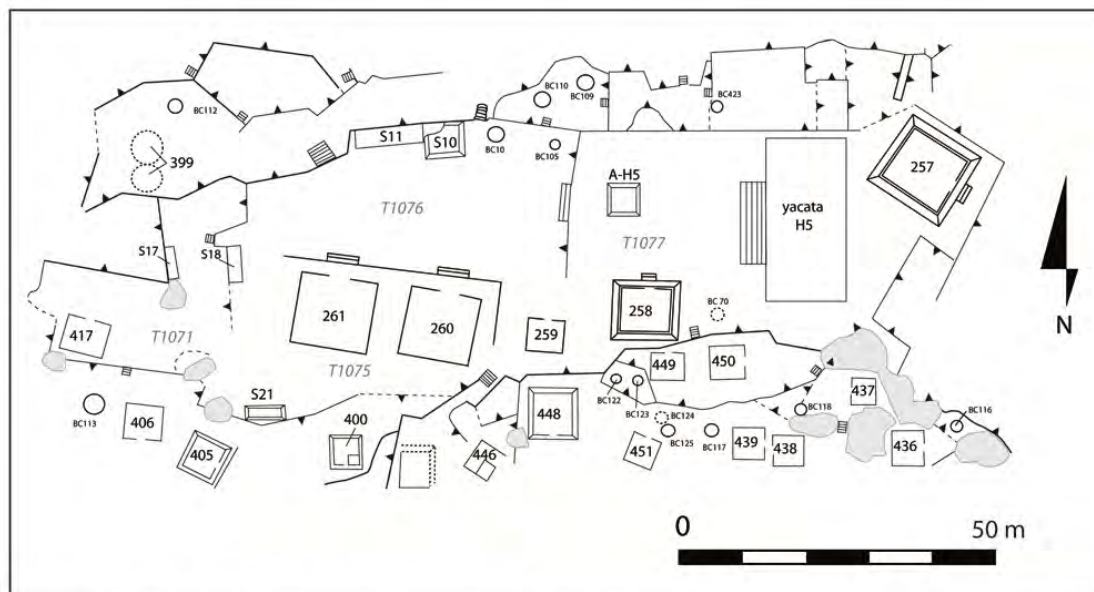 BC112
399
S11
S10
BC10
BC110
BC109
BC105
BC423
257
A-H5
yacata
H5
T1076
T1077
S17
S18
417
T1071
261
260
259
258
BC 70
T1075
N
449
450
BC122
BC123
437
BC118
BC116
BC113
406
S21
405
400
446
448
BC124
BC125
451
BC117
439
438
436
0
50 m